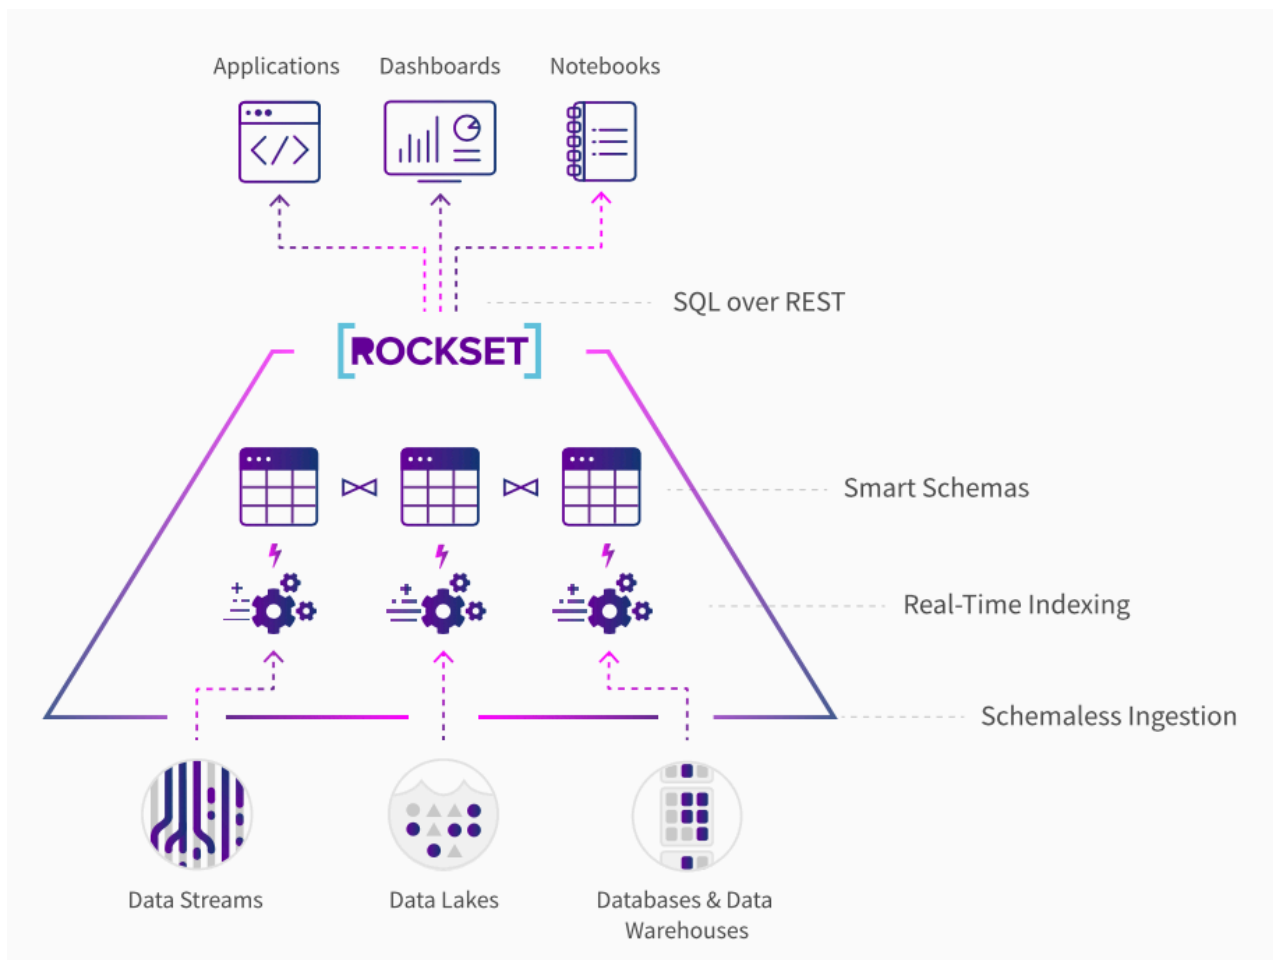 Applications
Dashboards
Notebooks
SQL over REST
[ROCKSET]
Smart Schemas
Real-Time Indexing
Schemaless Ingestion
Data Streams
Data Lakes
Databases & Data
Warehouses